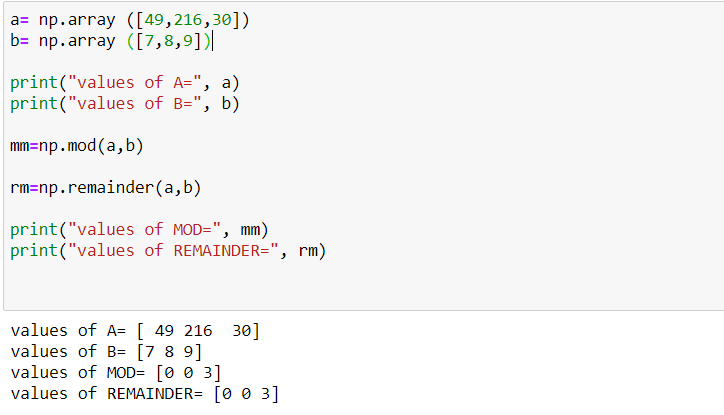 a= np.array ([49,216,30])
b= np.array ([7,8,9])
print("values of A=", a)
print("values of B=", b)
mm=np.mod(a,b)
rm=np.remainder(a,b)
print("values of MOD=", mm)
print("values of REMAINDER=", rm)
values of A= [ 49 216  30]
values of B= [7 8 9]
values of MOD= [0 0 3]
values of REMAINDER= [0 0 3]